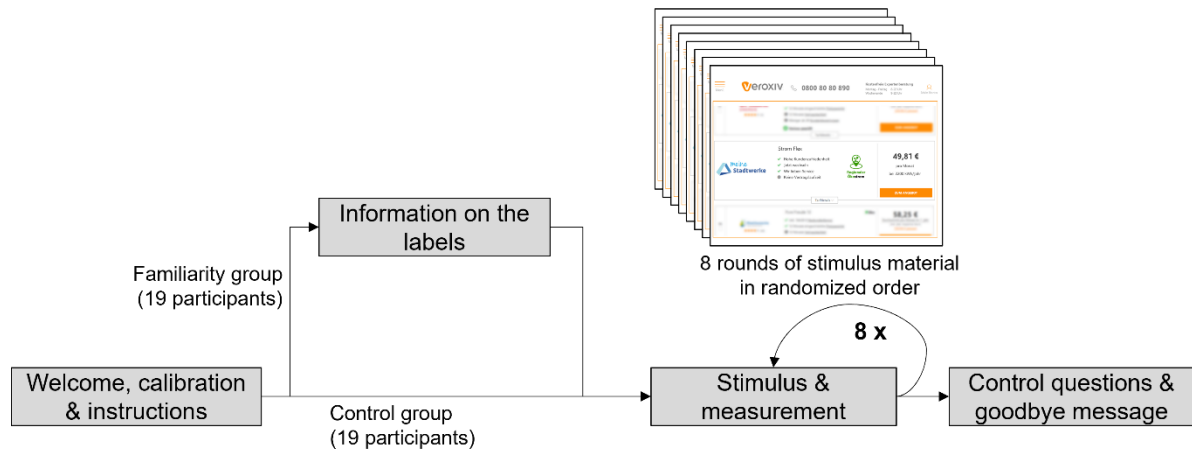 Veroxiv
0800 80 80 890
Strom Flex
Stadtwerke
49,81 €
58,25 €
8 rounds of stimulus material
in randomized order
Information on the
labels
Familiarity group
(19 participants)
8 x
Welcome, calibration
& instructions
Control group
(19 participants)
Stimulus &
measurement
Control questions &
goodbye message